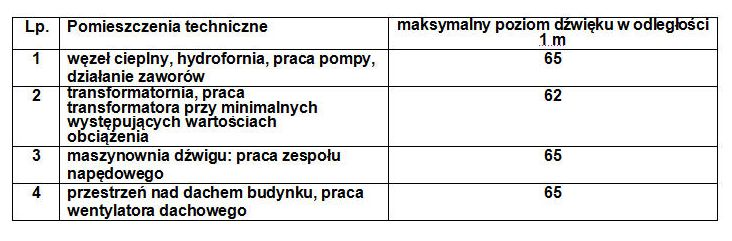 Lp. Pomieszczenia techniczne maksymalny poziom dźwięku w odległości
1 m
1 węzeł cieplny, hydrofornia, praca pompy, 65
działanie zaworów
2 transformatornia, praca 62
transformatora przy minimalnych
występujących wartościach
obciążenia
3 maszynownia dźwigu: praca zespołu 65
napędowego
4 przestrzeń nad dachem budynku, praca 65
wentylatora dachowego